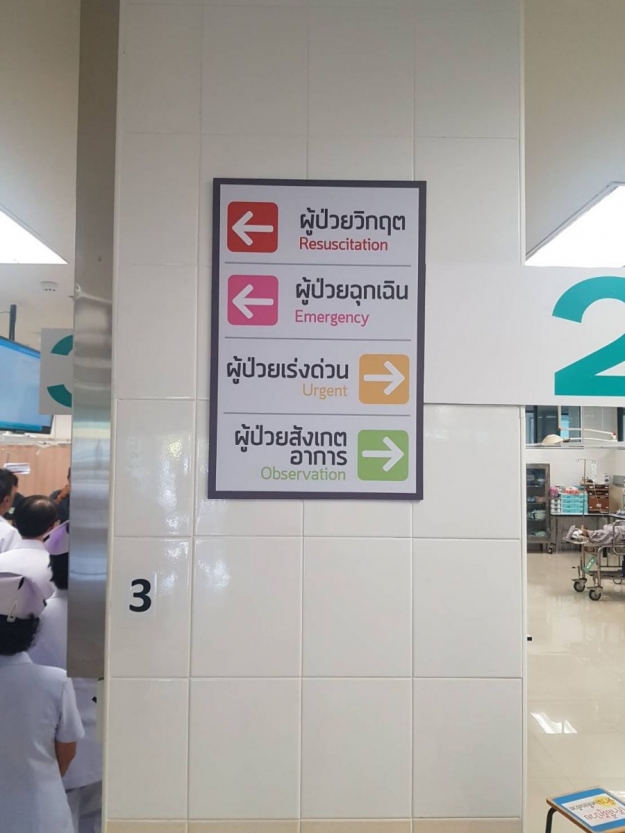 ผู้ป่วยวิกฤต
Resuscitation
ผู้ป่วยฉุกเฉิน
Emergency
ผู้ป่วยเร่งด่วน
Urgent
ผู้ป่วยสังเกต
อาการ
Observation
3
2
3